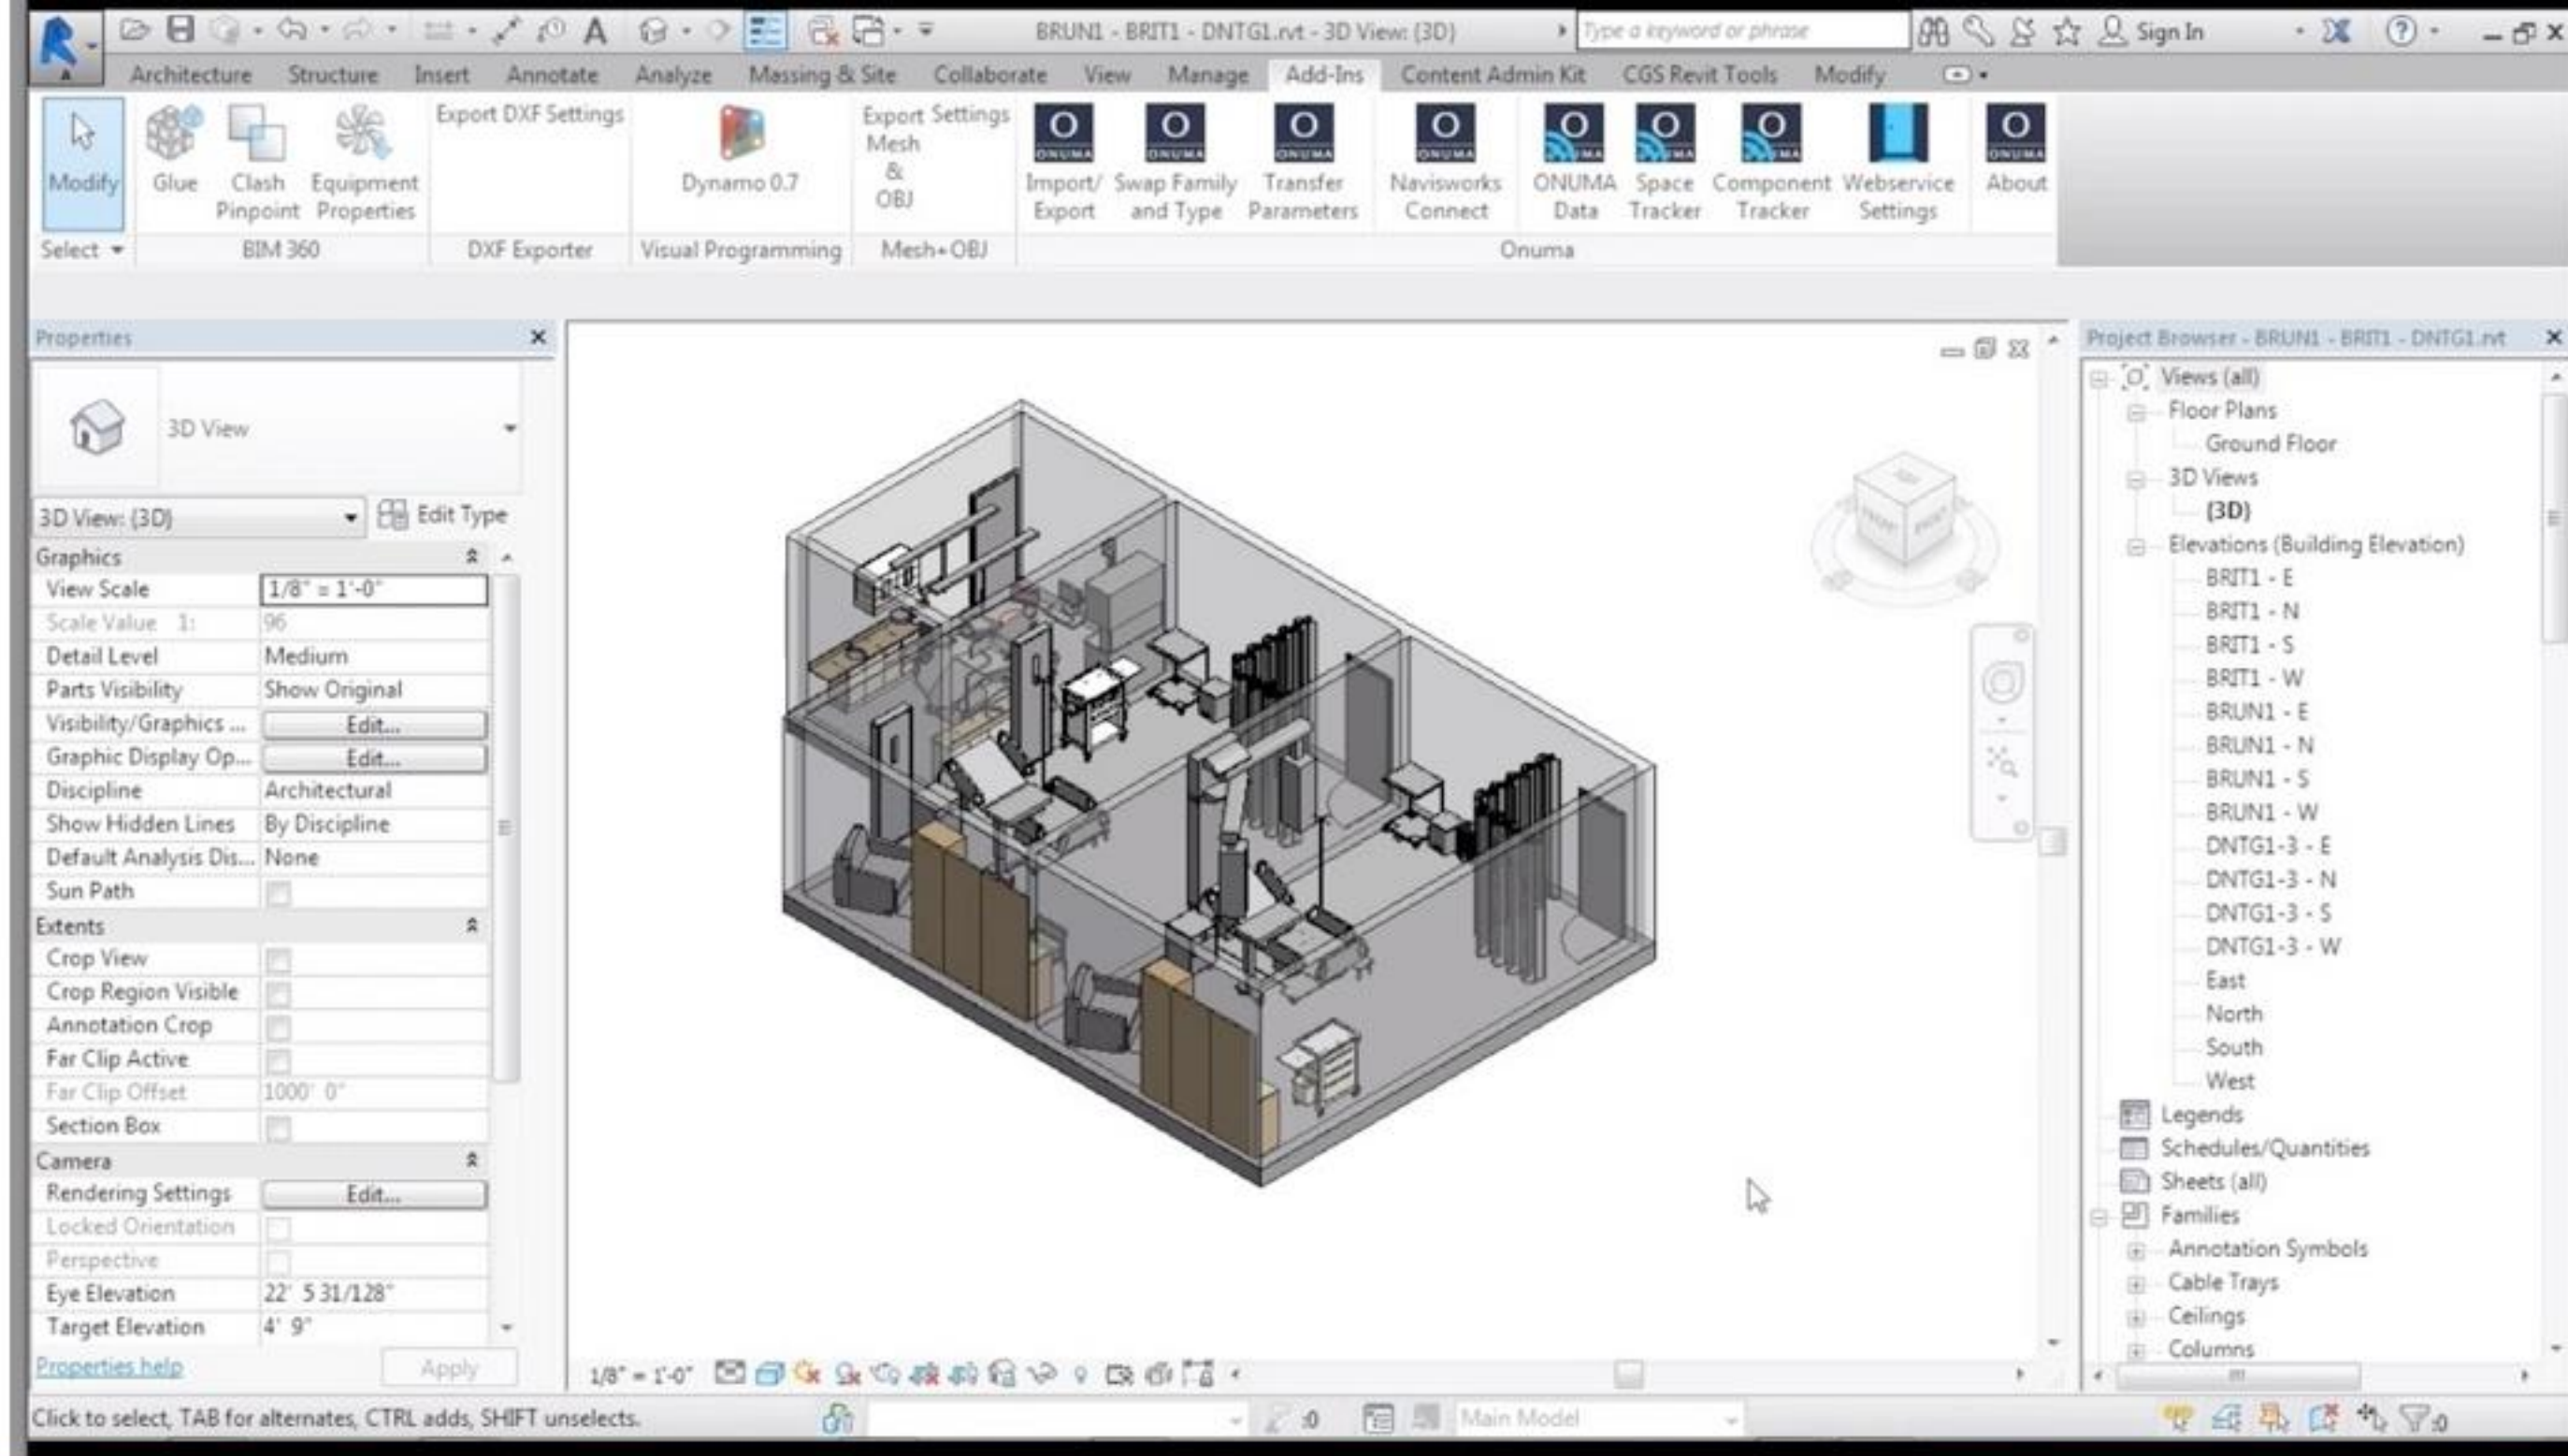 BRUN1 - BRIT1 - DNTG1.rvt - 3D View: {3D}
Type a keyword or phrase
Sign In
Architecture Structure Insert Annotate Analyze Massing & Site Collaborate View Manage Add-Ins Content Admin Kit CGS Revit Tools Modify
Modify
Glue
Clash Pinpoint
Equipment Properties
Export DXF Settings
Dynamo 0.7
Export Settings
Mesh
&
OBJ
ONUMA
Import/ Export
ONUMA
Swap Family and Type
ONUMA
Transfer Parameters
ONUMA
Navisworks Connect
ONUMA Data
Space Tracker
Component Tracker
Webservice Settings
ONUMA
About
Select
BIM 360
DXF Exporter
Visual Programming
Mesh+OBJ
Onuma
Properties
3D View
3D View: {3D}
Edit Type
Graphics
View Scale 1/8" = 1'-0"
Scale Value 1: 96
Detail Level Medium
Parts Visibility Show Original
Visibility/Graphics ... Edit...
Graphic Display Op... Edit...
Discipline Architectural
Show Hidden Lines By Discipline
Default Analysis Dis... None
Sun Path
Extents
Crop View
Crop Region Visible
Annotation Crop
Far Clip Active
Far Clip Offset 1000' 0"
Section Box
Camera
Rendering Settings Edit...
Locked Orientation
Perspective
Eye Elevation 22' 5 31/128"
Target Elevation 4' 9"
Properties help
Apply
1/8" = 1'-0"
Project Browser - BRUN1 - BRIT1 - DNTG1.rvt
Views (all)
Floor Plans
Ground Floor
3D Views
{3D}
Elevations (Building Elevation)
BRIT1 - E
BRIT1 - N
BRIT1 - S
BRIT1 - W
BRUN1 - E
BRUN1 - N
BRUN1 - S
BRUN1 - W
DNTG1-3 - E
DNTG1-3 - N
DNTG1-3 - S
DNTG1-3 - W
East
North
South
West
Legends
Schedules/Quantities
Sheets (all)
Families
Annotation Symbols
Cable Trays
Ceilings
Columns
Click to select, TAB for alternates, CTRL adds, SHIFT unselects.
:0
Main Model
:0